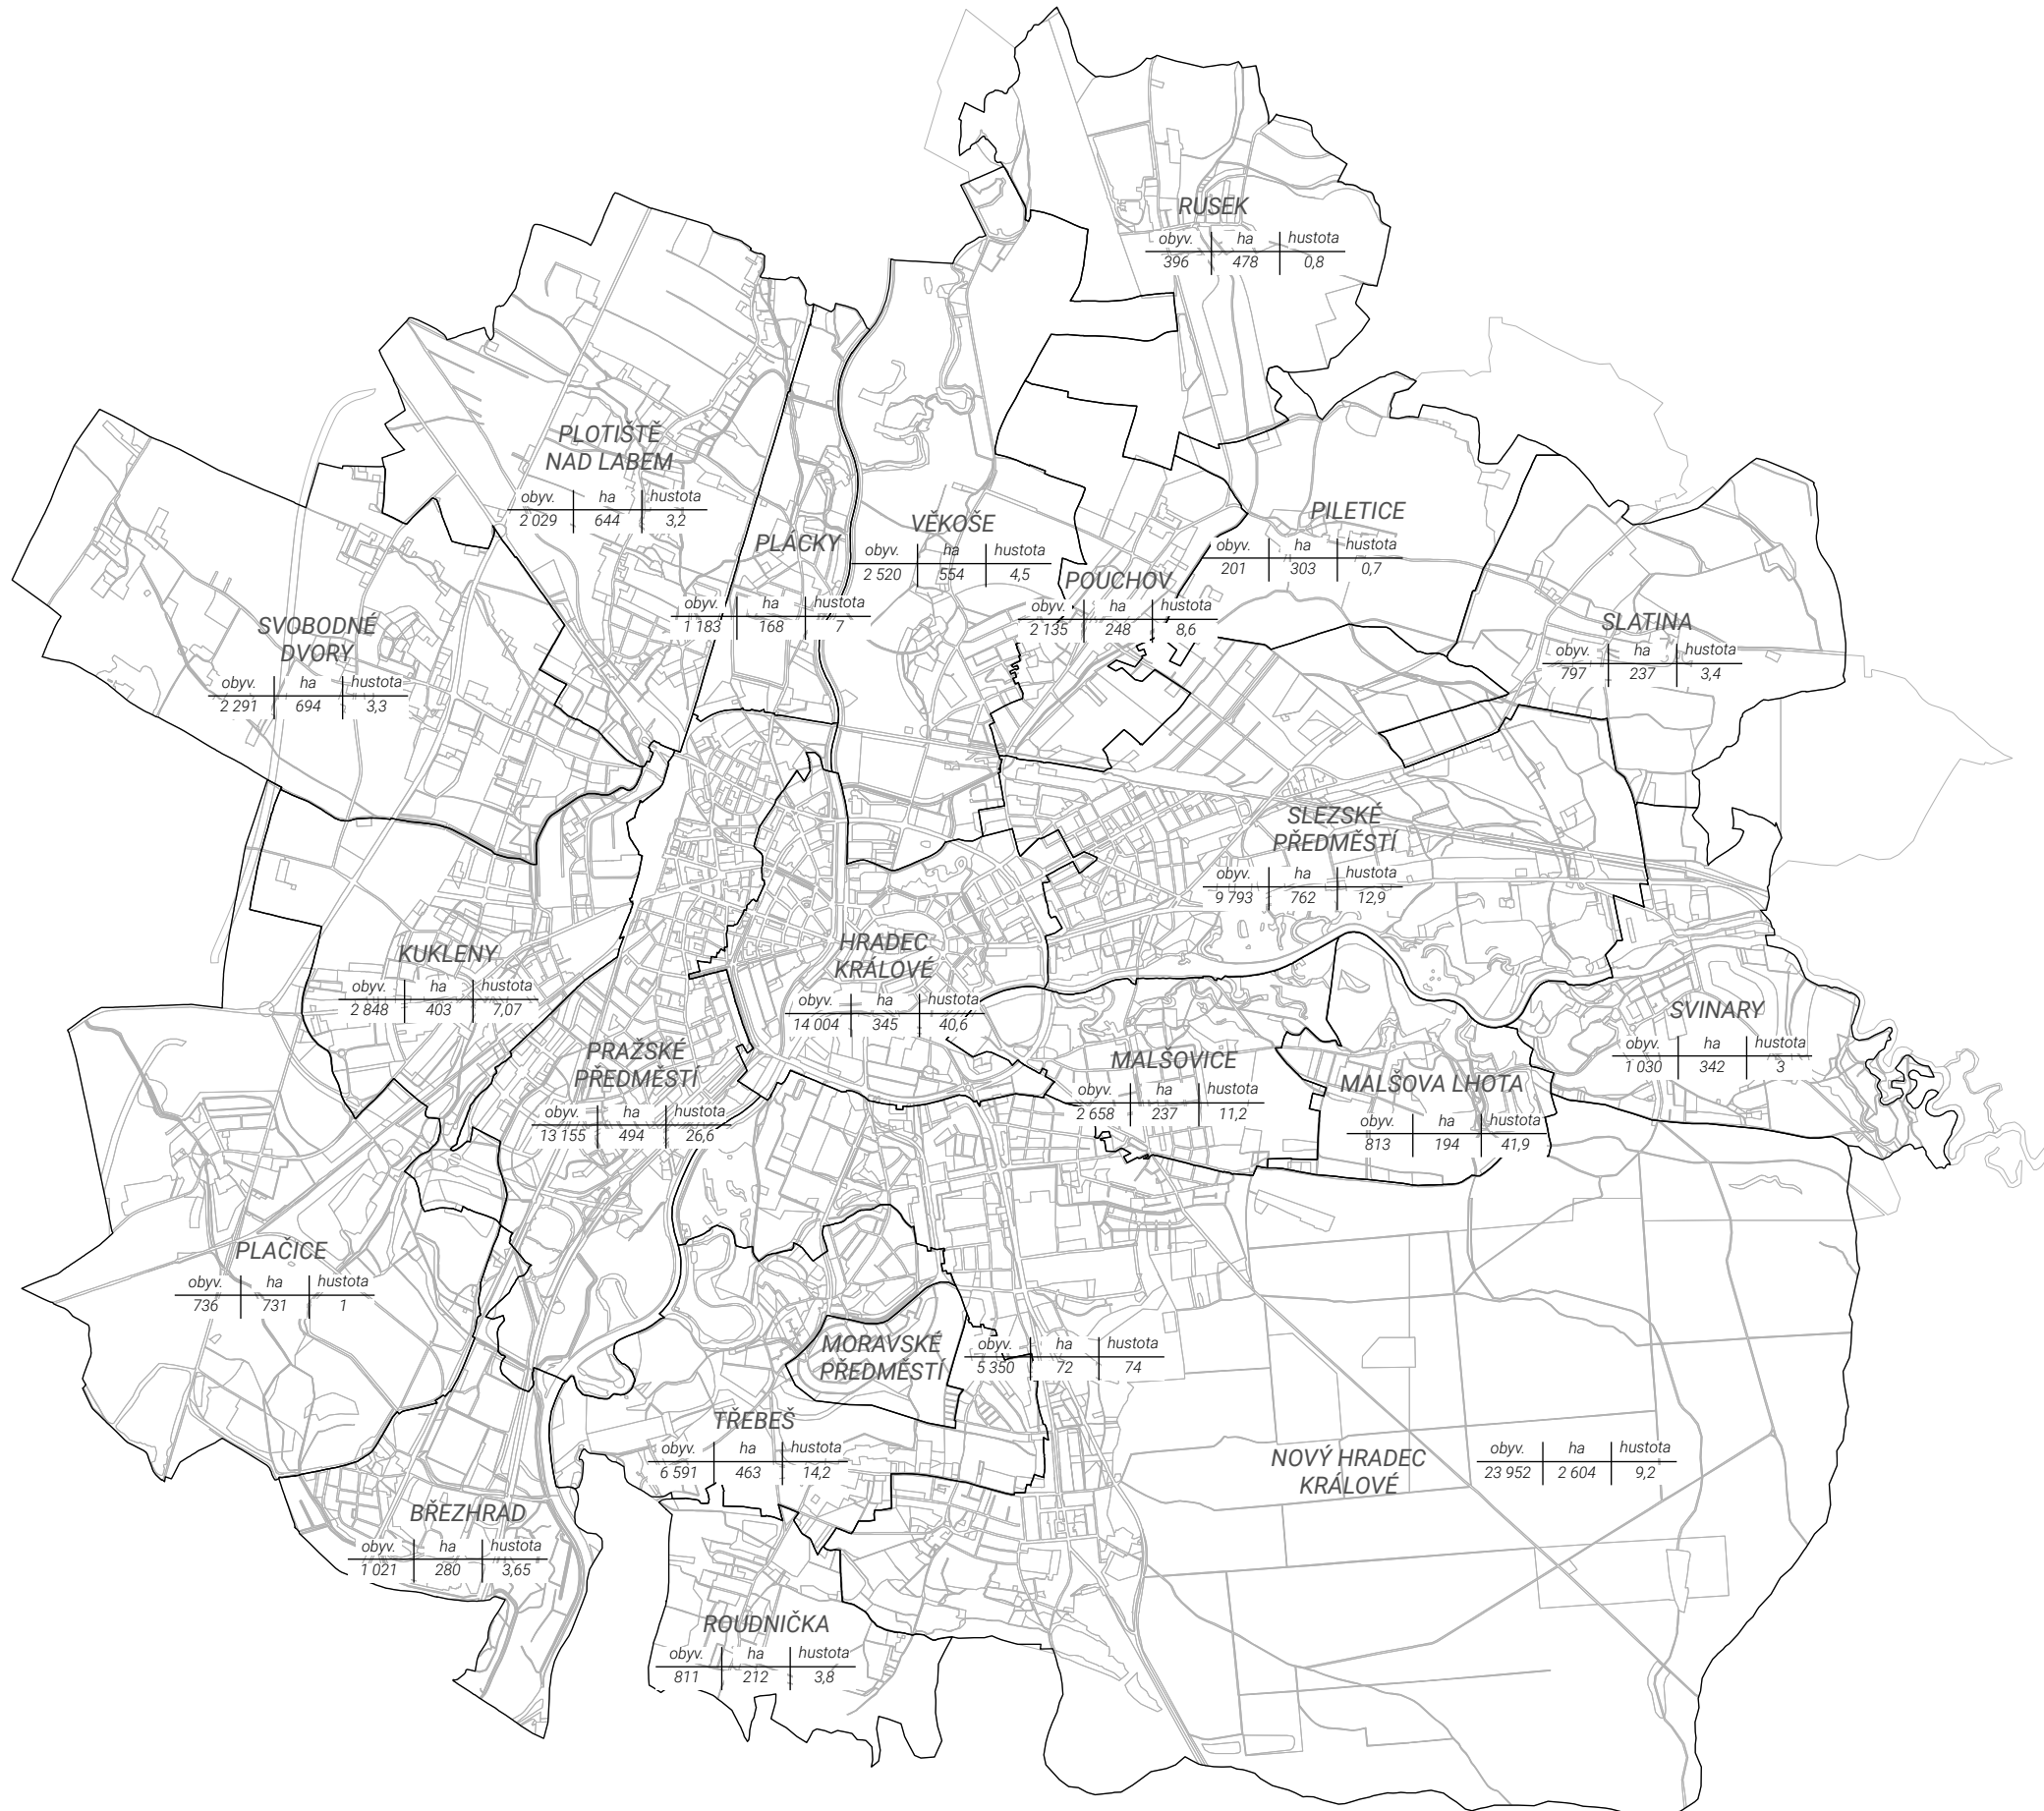 RUSEK
obyv. ha hustota
396 478 0,8
PLOTIŠTĚ
NAD LABEM
obyv. ha hustota
2 029 644 3,2
PLÁCKY
obyv. ha hustota
1 183 168 7
VĚKOŠE
obyv. ha hustota
2 520 554 4,5
PILETICE
obyv. ha hustota
201 303 0,7
POUCHOV
obyv. ha hustota
2 135 248 8,6
SVOBODNÉ
DVORY
obyv. ha hustota
2 291 694 3,3
SLATINA
obyv. ha hustota
797 237 3,4
SLEZSKÉ
PŘEDMĚSTÍ
obyv. ha hustota
9 793 762 12,9
KUKLENY
obyv. ha hustota
2 848 403 7,07
HRADEC
KRÁLOVÉ
obyv. ha hustota
14 004 345 40,6
SVINARY
obyv. ha hustota
1 030 342 3
PRAŽSKÉ
PŘEDMĚSTÍ
obyv. ha hustota
13 155 494 26,6
MALŠOVICE
obyv. ha hustota
2 658 237 11,2
MALŠOVA LHOTA
obyv. ha hustota
813 194 41,9
PLAČICE
obyv. ha hustota
736 731 1
MORAVSKÉ
PŘEDMĚSTÍ
obyv. ha hustota
5 350 72 74
TŘEBEŠ
obyv. ha hustota
6 591 463 14,2
NOVÝ HRADEC
KRÁLOVÉ
obyv. ha hustota
23 952 2 604 9,2
BŘEZHRAD
obyv. ha hustota
1 021 280 3,65
ROUDNIČKA
obyv. ha hustota
811 212 3,8